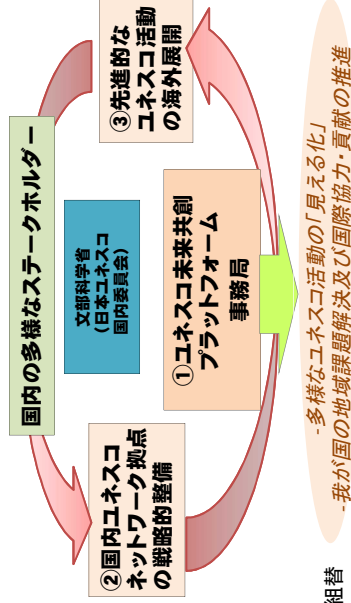 国内の多様なステークホルダー
文部科学省
（日本ユネスコ
国内委員会）
①ユネスコ未来共創
プラットフォーム
事務局
②国内ユネスコ
ネットワーク拠点
の戦略的整備
③先進的な
ユネスコ活動
の海外展開
-多様なユネスコ活動の「見える化」
-我が国の地域課題解決及び国際協力・貢献の推進
組替